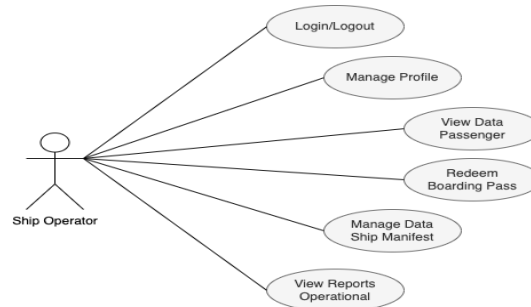 Login/Logout
Manage Profile
View Data
Passenger
Redeem
Boarding Pass
Ship Operator
Manage Data
Ship Manifest
View Reports
Operational